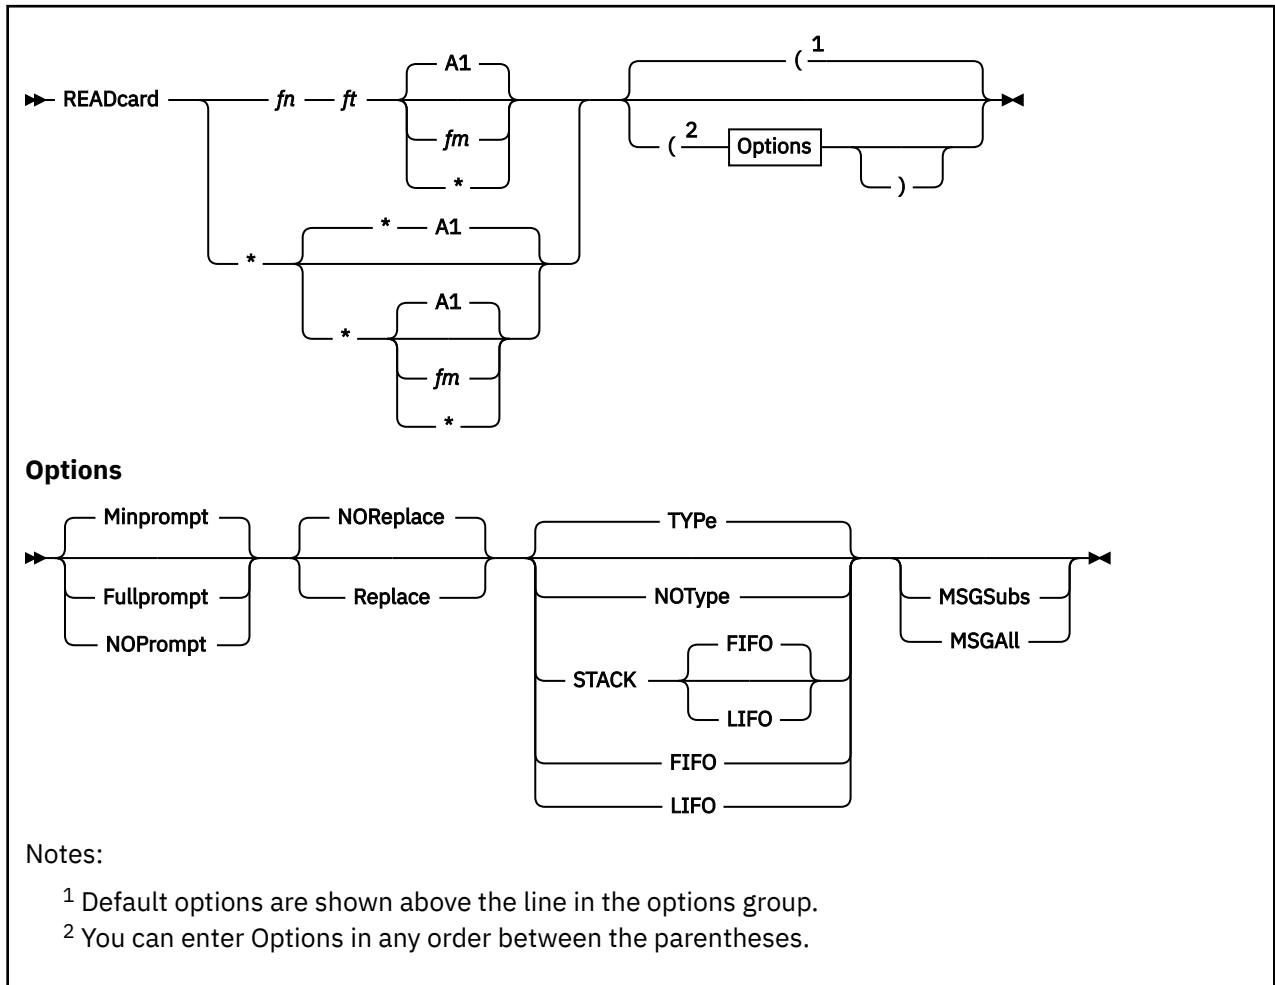 A1
( 1
READcard fn ft
fm
( 2 Options
*
)
* A1
*
A1
*
fm
*
Options
Minprompt NOReplace TYPe
Fullprompt Replace NOType MSGSubs
NOPrompt FIFO MSGAll
STACK
LIFO
FIFO
LIFO
Notes:
1 Default options are shown above the line in the options group.
2 You can enter Options in any order between the parentheses.